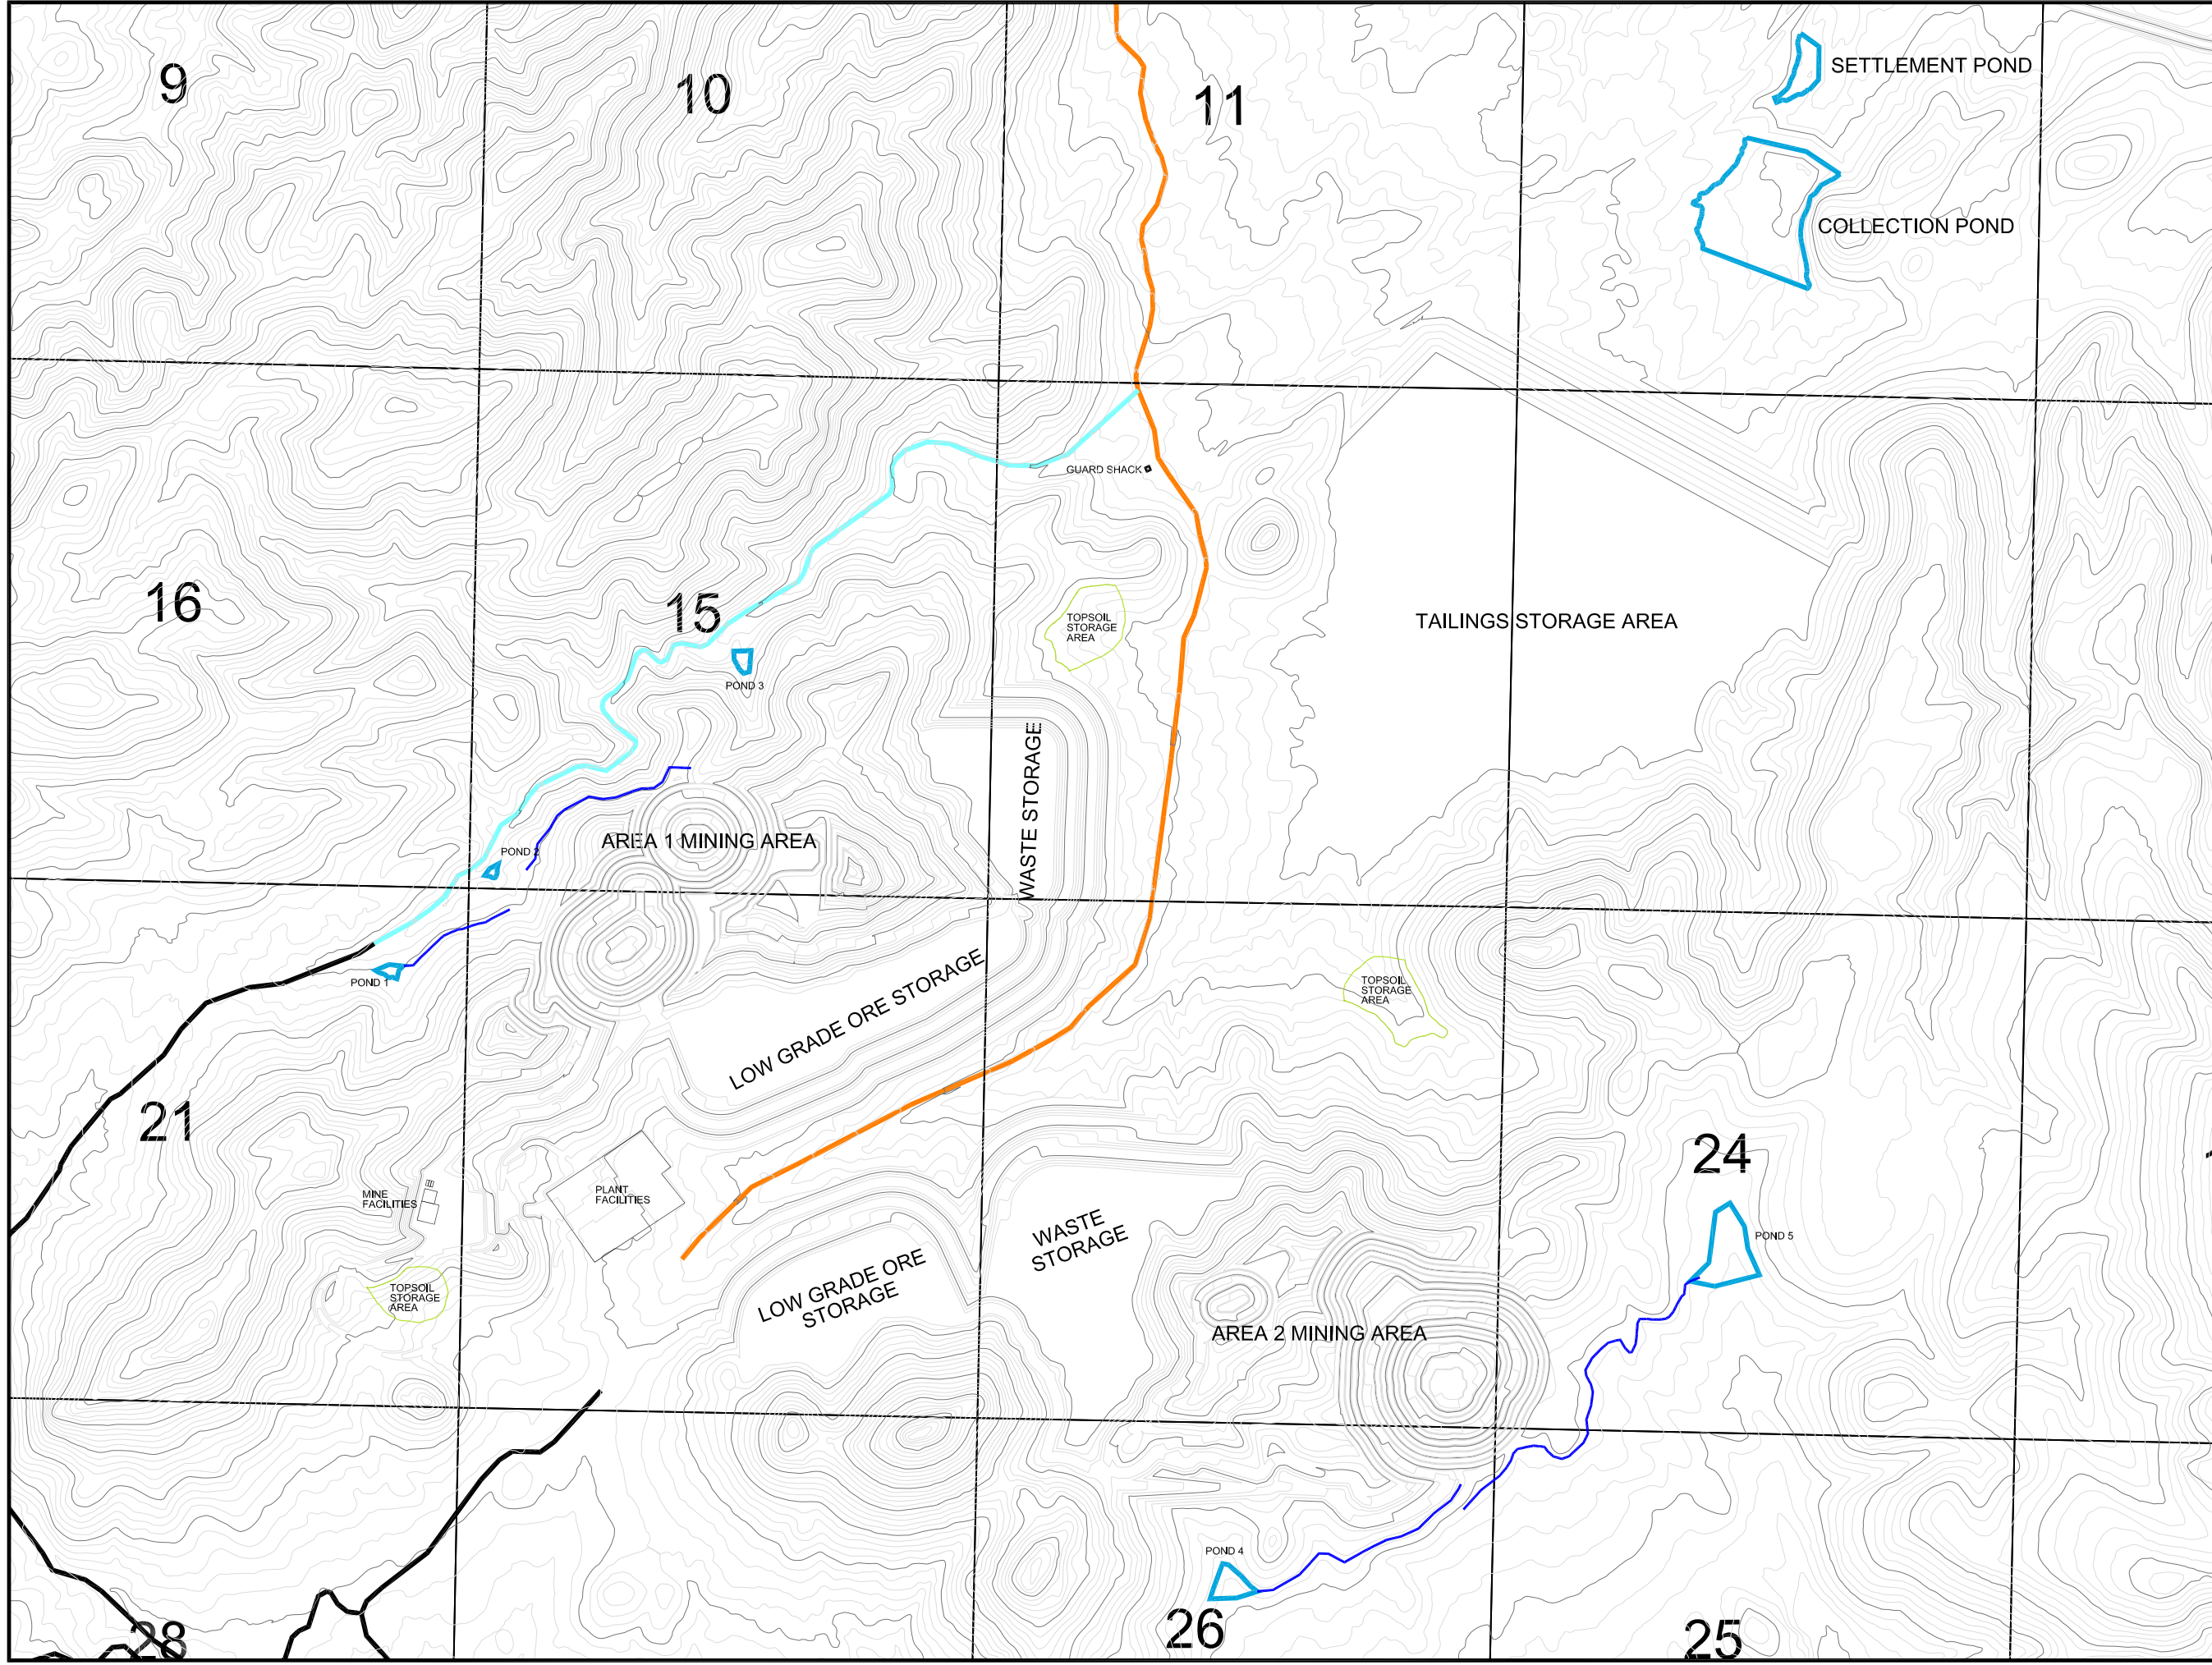 9
10
11
SETTLEMENT POND
COLLECTION POND
GUARD SHACK
16
15
TOPSOIL
STORAGE
AREA
TAILINGS STORAGE AREA
POND 3
WASTE STORAGE
AREA 1 MINING AREA
POND 2
POND 1
LOW GRADE ORE STORAGE
TOPSOIL
STORAGE
AREA
21
24
MINE
FACILITIES
PLANT
FACILITIES
WASTE
STORAGE
POND 5
TOPSOIL
STORAGE
AREA
LOW GRADE ORE
STORAGE
AREA 2 MINING AREA
POND 4
28
26
25